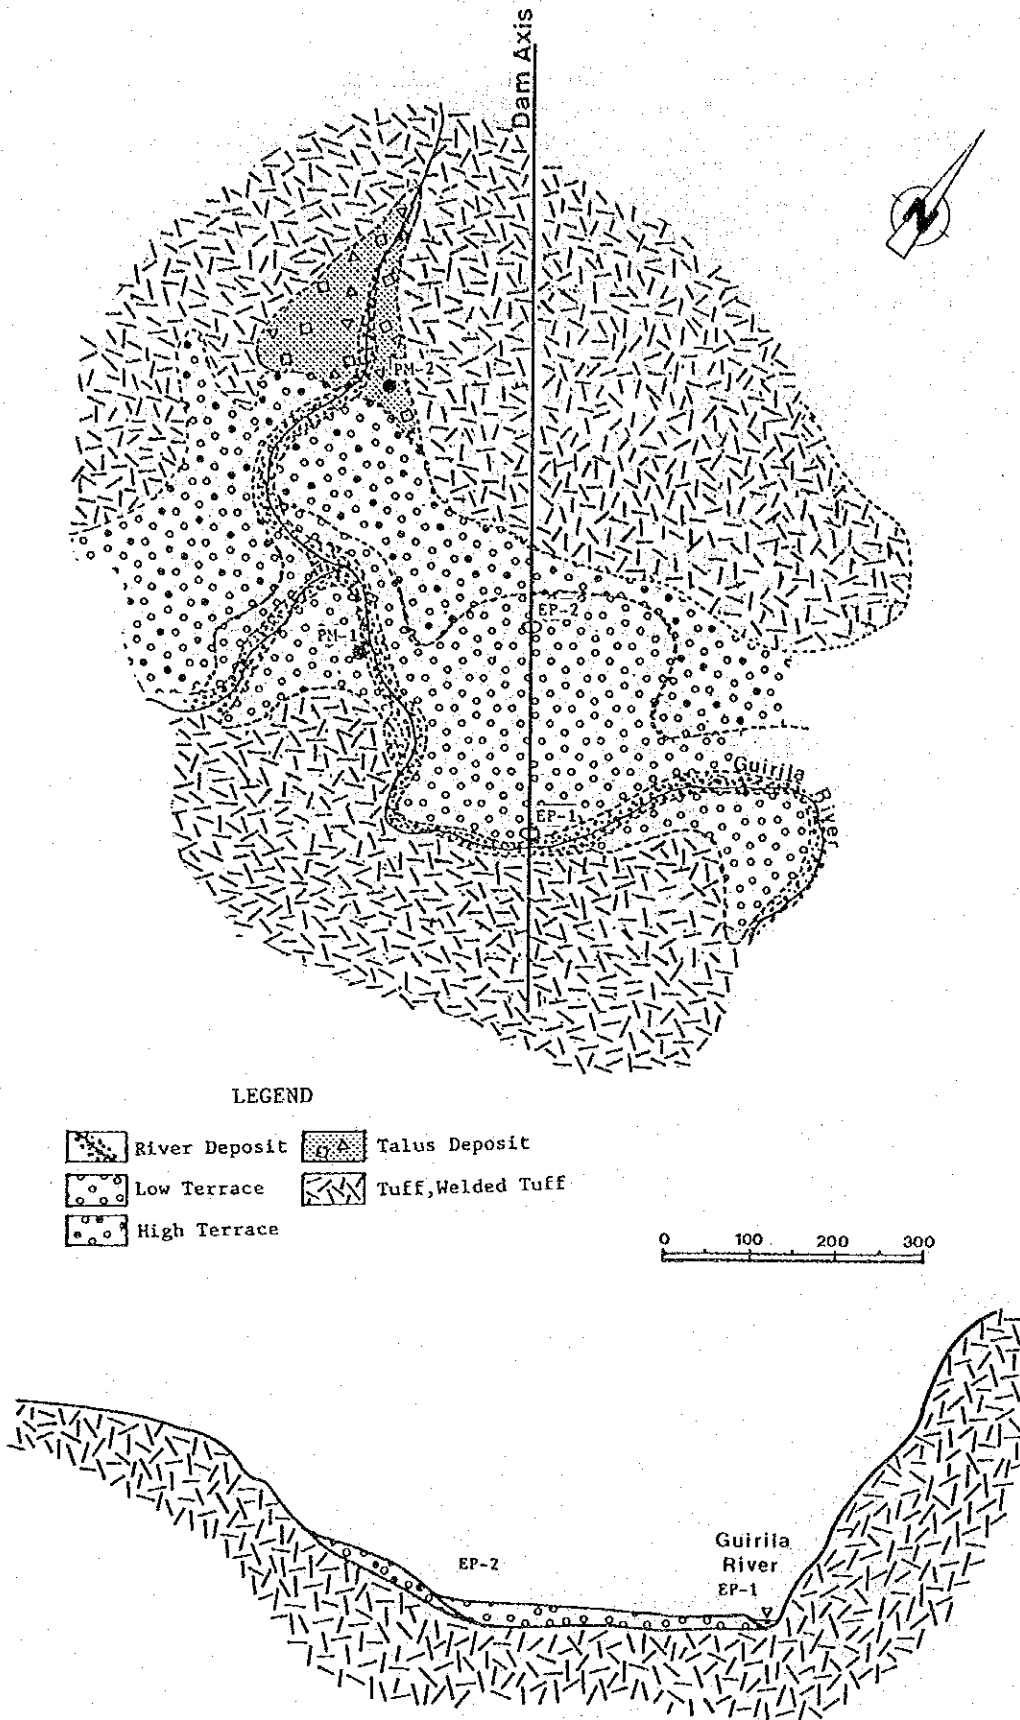 Dam Axis
N
PM-2
EP-2
PM-1
Guirila River
EP-1
LEGEND
River Deposit
Talus Deposit
Low Terrace
Tuff,Welded Tuff
High Terrace
0 100 200 300
Guirila
River
EP-2
EP-1